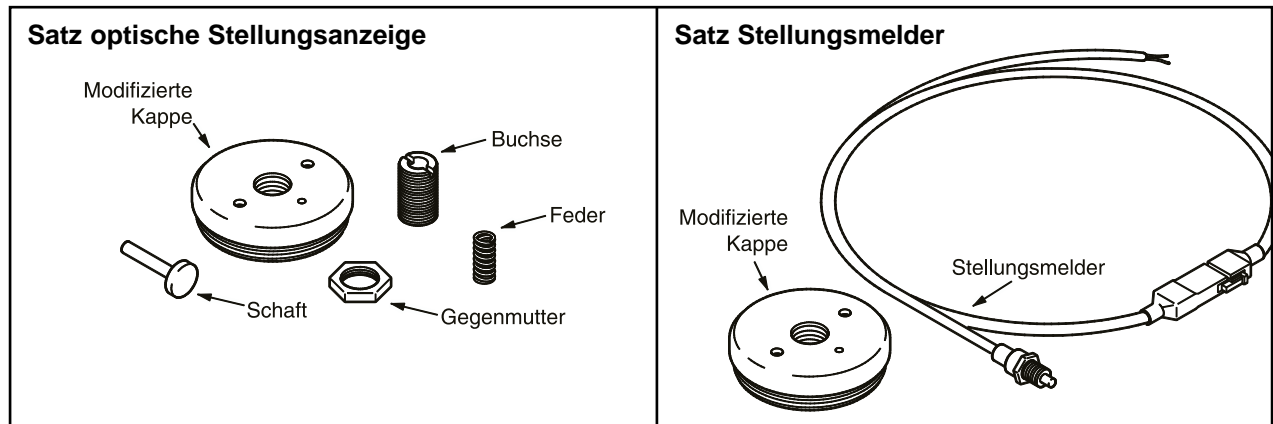 Satz optische Stellungsanzeige
Modifizierte
Kappe
Buchse
Feder
Schaft
Gegenmutter
Satz Stellungsmelder
Modifizierte
Kappe
Stellungsmelder